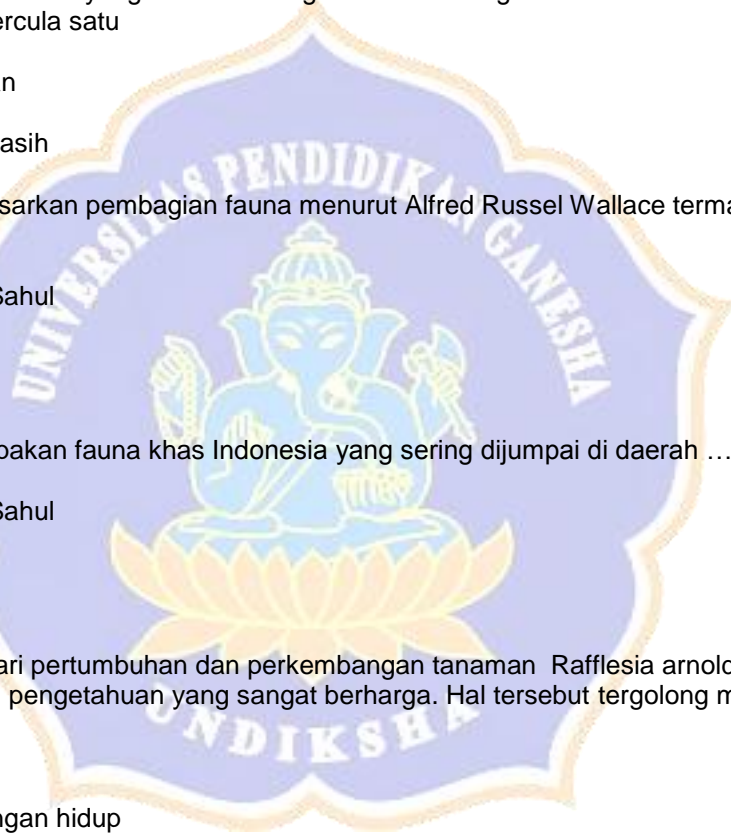 ercula satu
n
asih
sarkan pembagian fauna menurut Alfred Russel Wallace terma
Sahul
pakan fauna khas Indonesia yang sering dijumpai di daerah …
Sahul
ari pertumbuhan dan perkembangan tanaman Rafflesia arnold
pengetahuan yang sangat berharga. Hal tersebut tergolong m
ngan hidup
UNIVERSITAS PENDIDIKAN GANESHA
UNDIKSHA